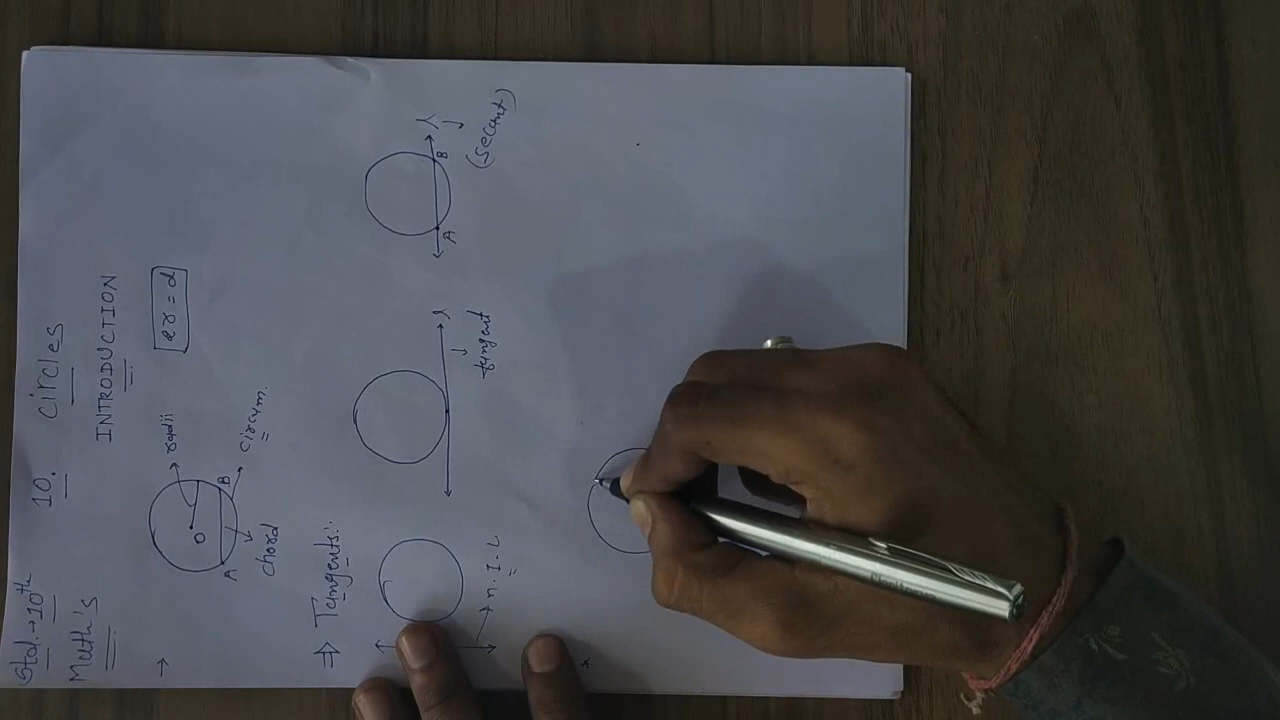 Std.→10th 10. Circles
Math's INTRODUCTION
→ O A B radii circum. chord 2r = d
⇒ Tangents:-
n.I.L
l
tangent
A B l
(secant)
*